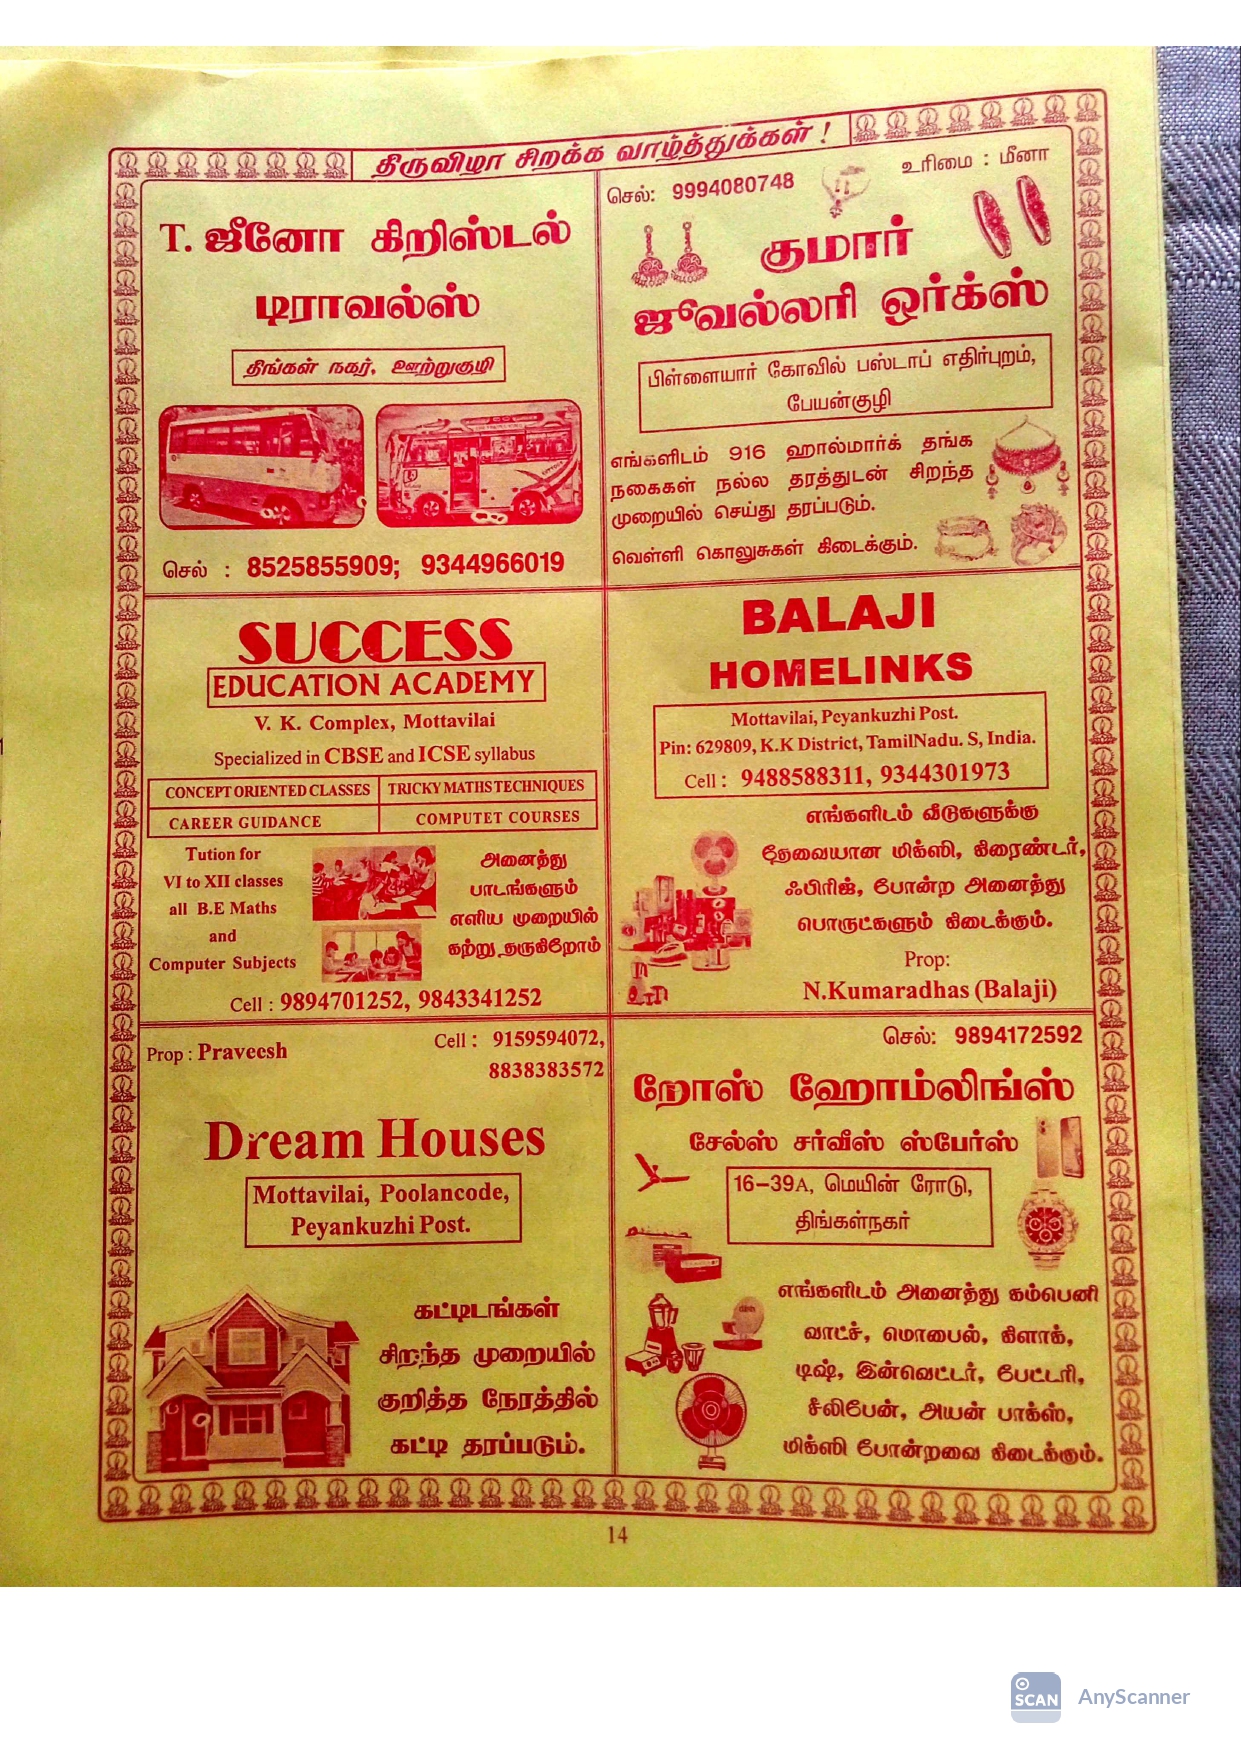 திருவிழா சிறக்க வாழ்த்துக்கள் !
T. ஜீனோ கிறிஸ்டல்
டிராவல்ஸ்
திங்கள் நகர், ஊற்றுகுழி
செல் : 8525855909; 9344966019
செல்: 9994080748
உரிமை : மீனா
குமார்
ஜுவல்லரி ஒர்க்ஸ்
பிள்ளையார் கோவில் பஸ்டாப் எதிர்புறம்,
பேயன்குழி
எங்களிடம் 916 ஹால்மார்க் தங்க
நகைகள் நல்ல தரத்துடன் சிறந்த
முறையில் செய்து தரப்படும்.
வெள்ளி கொலுசுகள் கிடைக்கும்.
SUCCESS
EDUCATION ACADEMY
V. K. Complex, Mottavilai
Specialized in CBSE and ICSE syllabus
CONCEPT ORIENTED CLASSES
TRICKY MATHS TECHNIQUES
CAREER GUIDANCE
COMPUTET COURSES
Tution for
VI to XII classes
all B.E Maths
and
Computer Subjects
அனைத்து
பாடங்களும்
எளிய முறையில்
கற்று தருகிறோம்
Cell : 9894701252, 9843341252
BALAJI
HOMELINKS
Mottavilai, Peyankuzhi Post.
Pin: 629809, K.K District, TamilNadu. S, India.
Cell : 9488588311, 9344301973
எங்களிடம் வீடுகளுக்கு
தேவையான மிக்ஸி, கிரைண்டர்,
ஃபிரிஜ், போன்ற அனைத்து
பொருட்களும் கிடைக்கும்.
Prop:
N.Kumaradhas (Balaji)
Prop : Praveesh
Cell : 9159594072,
8838383572
Dream Houses
Mottavilai, Poolancode,
Peyankuzhi Post.
கட்டிடங்கள்
சிறந்த முறையில்
குறித்த நேரத்தில்
கட்டி தரப்படும்.
செல்: 9894172592
றோஸ் ஹோம்லிங்ஸ்
சேல்ஸ் சர்வீஸ் ஸ்பேர்ஸ்
16-39A, மெயின் ரோடு,
திங்கள்நகர்
எங்களிடம் அனைத்து கம்பெனி
வாட்ச், மொபைல், கிளாக்,
டிஷ், இன்வெட்டர், பேட்டரி,
சீலிபேன், அயன் பாக்ஸ்,
மிக்ஸி போன்றவை கிடைக்கும்.
14
SCAN AnyScanner